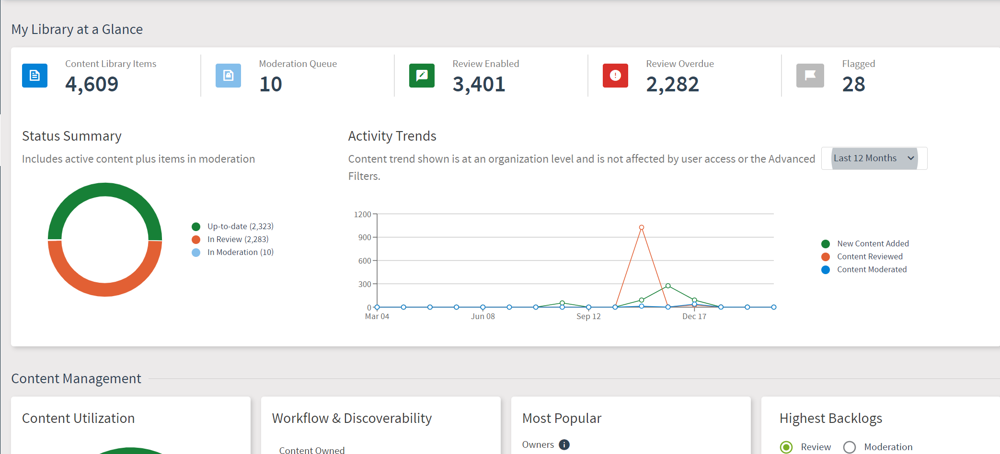 My Library at a Glance
Content Library Items
4,609
Moderation Queue
10
Review Enabled
3,401
Review Overdue
2,282
Flagged
28
Status Summary
Includes active content plus items in moderation
Up-to-date (2,323)
In Review (2,283)
In Moderation (10)
Activity Trends
Content trend shown is at an organization level and is not affected by user access or the Advanced
Filters.
Last 12 Months
1200
900
600
300
0
Mar 04
Jun 08
Sep 12
Dec 17
New Content Added
Content Reviewed
Content Moderated
Content Management
Content Utilization
Workflow & Discoverability
Content Owned
Most Popular
Owners
Highest Backlogs
Review
Moderation